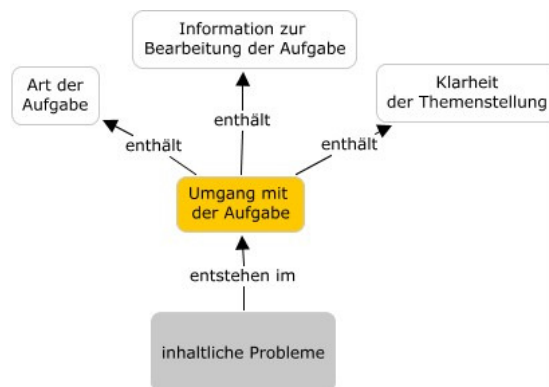 Information zur
Bearbeitung der Aufgabe
Art der
Aufgabe
Klarheit
der Themenstellung
enthält
enthält
enthält
Umgang mit
der Aufgabe
entstehen im
inhaltliche Probleme